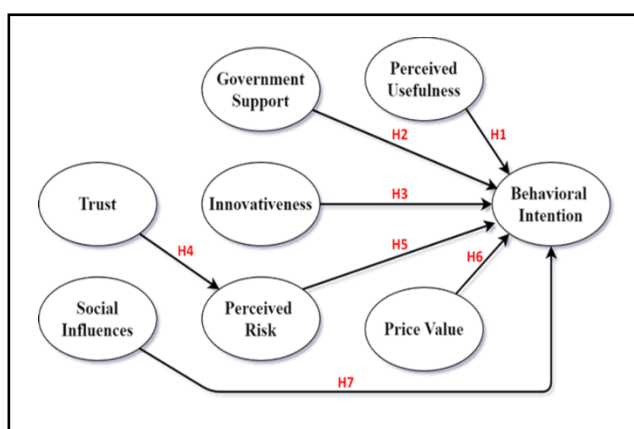 Government
Support
Perceived
Usefulness
H2
H1
Trust
Innovativeness
H3
Behavioral
Intention
H4
H5
H6
Social
Influences
Perceived
Risk
Price Value
H7